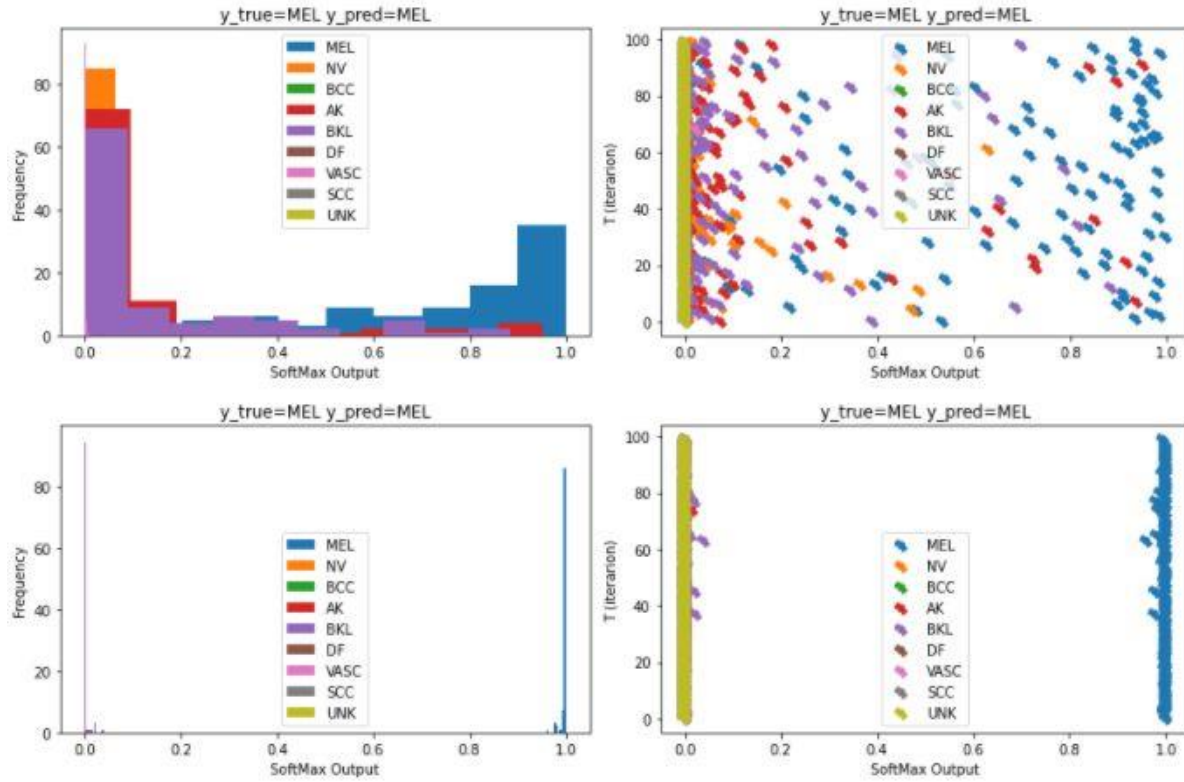 y_true=MEL y_pred=MEL
80
60
40
20
0
Frequency
MEL
NV
BCC
AK
BKL
DF
VASC
SCC
UNK
0.0 0.2 0.4 0.6 0.8 1.0
SoftMax Output
y_true=MEL y_pred=MEL
100
80
60
40
20
0
T (iterarion)
MEL
NV
BCC
AK
BKL
DF
VASC
SCC
UNK
0.0 0.2 0.4 0.6 0.8 1.0
SoftMax Output
y_true=MEL y_pred=MEL
80
60
40
20
0
Frequency
MEL
NV
BCC
AK
BKL
DF
VASC
SCC
UNK
0.0 0.2 0.4 0.6 0.8 1.0
SoftMax Output
y_true=MEL y_pred=MEL
100
80
60
40
20
0
T (iterarion)
MEL
NV
BCC
AK
BKL
DF
VASC
SCC
UNK
0.0 0.2 0.4 0.6 0.8 1.0
SoftMax Output